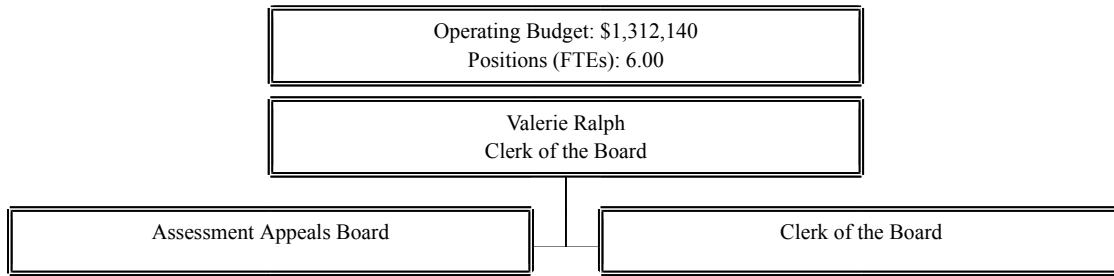 Operating Budget: $1,312,140
Positions (FTEs): 6.00
Valerie Ralph
Clerk of the Board
Assessment Appeals Board
Clerk of the Board